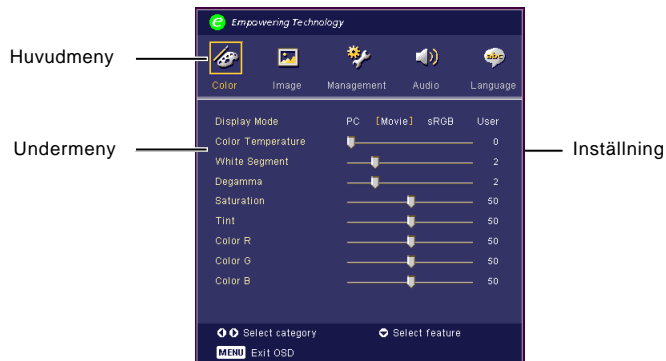 Empowering Technology
Huvudmeny
Color Image Management Audio Language
Display Mode PC [Movie] sRGB User
Color Temperature 0
Undermeny
Inställning
White Segment 2
Degamma 2
Saturation 50
Tint 50
Color R 50
Color G 50
Color B 50
Select category Select feature
MENU Exit OSD